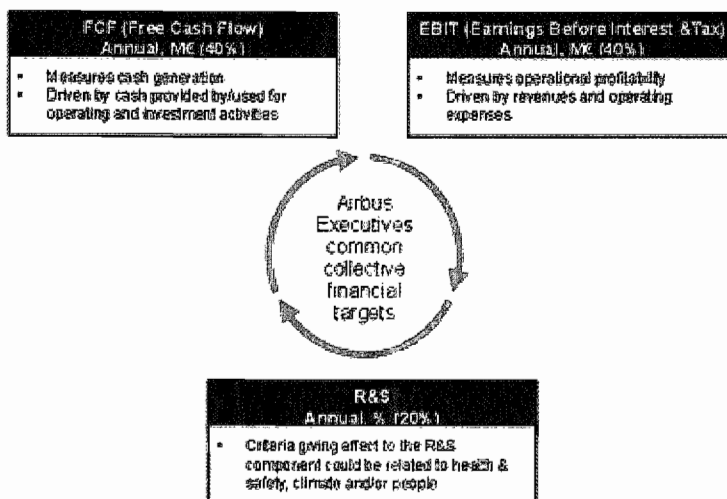 FCF (Free Cash Flow)
Annual, M€ (40%)
• Measures cash generation
• Driven by cash provided by/used for
operating and investment activities
EBIT (Earnings Before Interest &Tax)
Annual, M€ (40%)
• Measures operational profitability
• Driven by revenues and operating
expenses
Airbus
Executives
common
collective
financial
targets
R&S
Annual, % (20%)
• Criteria giving effect to the R&S
component could be related to health &
safety, climate and/or people